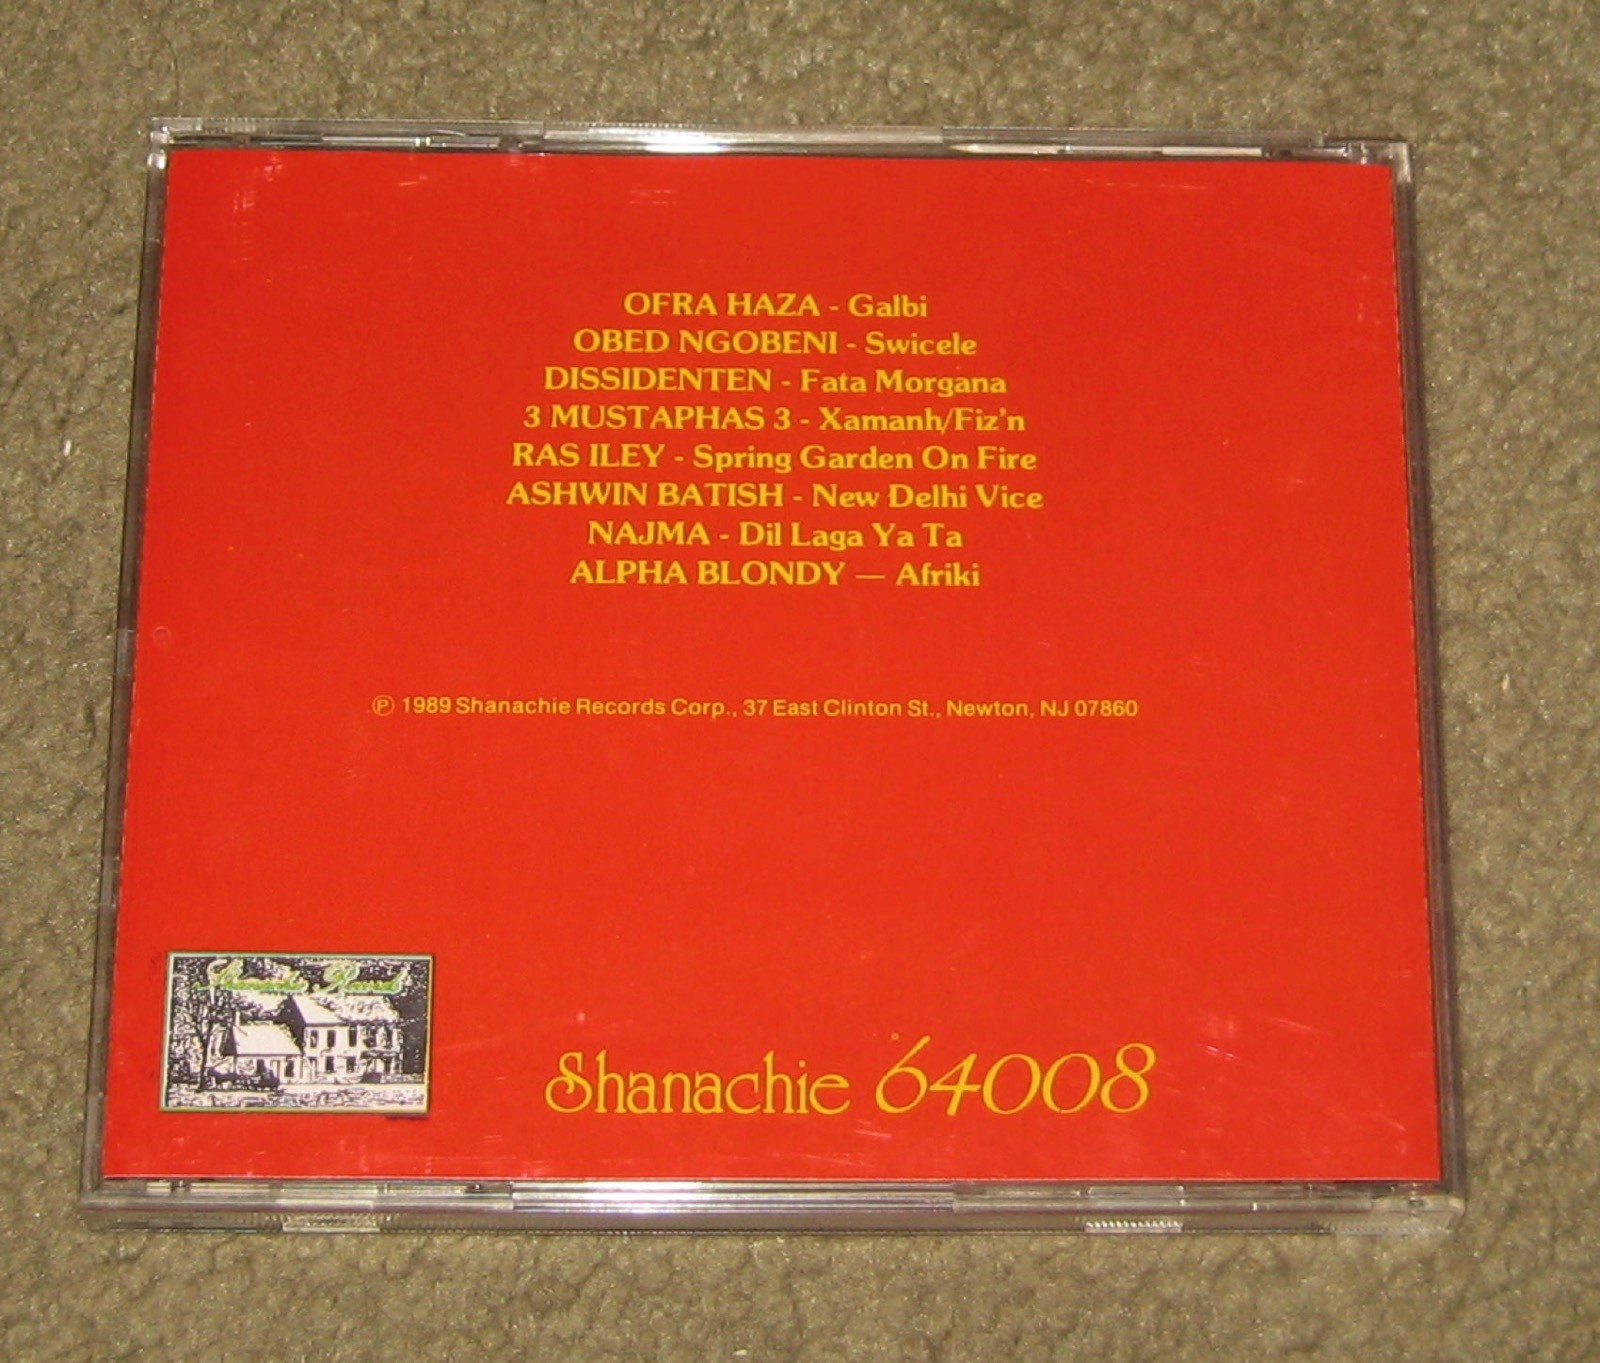 OFRA HAZA - Galbi
OBED NGOBENI - Swicele
DISSIDENTEN - Fata Morgana
3 MUSTAPHAS 3 - Xamanh/Fiz'n
RAS ILEY - Spring Garden On Fire
ASHWIN BATISH - New Delhi Vice
NAJMA - Dil Laga Ya Ta
ALPHA BLONDY — Afriki
℗ 1989 Shanachie Records Corp., 37 East Clinton St., Newton, NJ 07860
Shanachie Records
Shanachie 64008